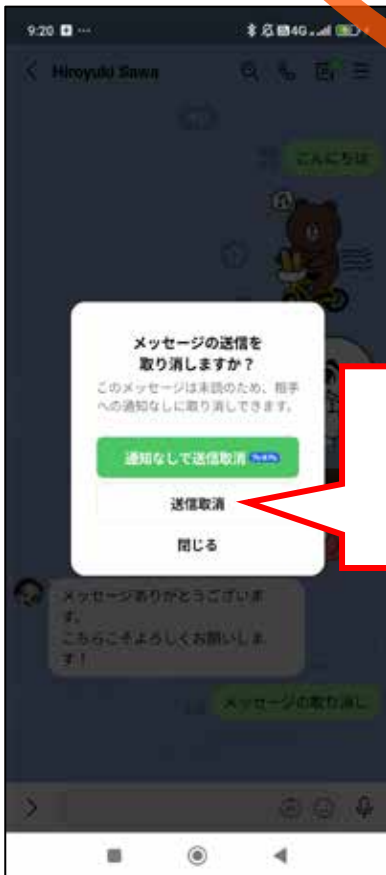 9:20
4G
Hiroyuki Sawa
こんにちは
メッセージの送信を
取り消しますか？
このメッセージは未読のため、相手
への通知なしに取り消しできます。
通知なしで送信取消
送信取消
閉じる
メッセージありがとうございま
す。
こちらこそよろしくお願いしま
す！
メッセージの取り消し